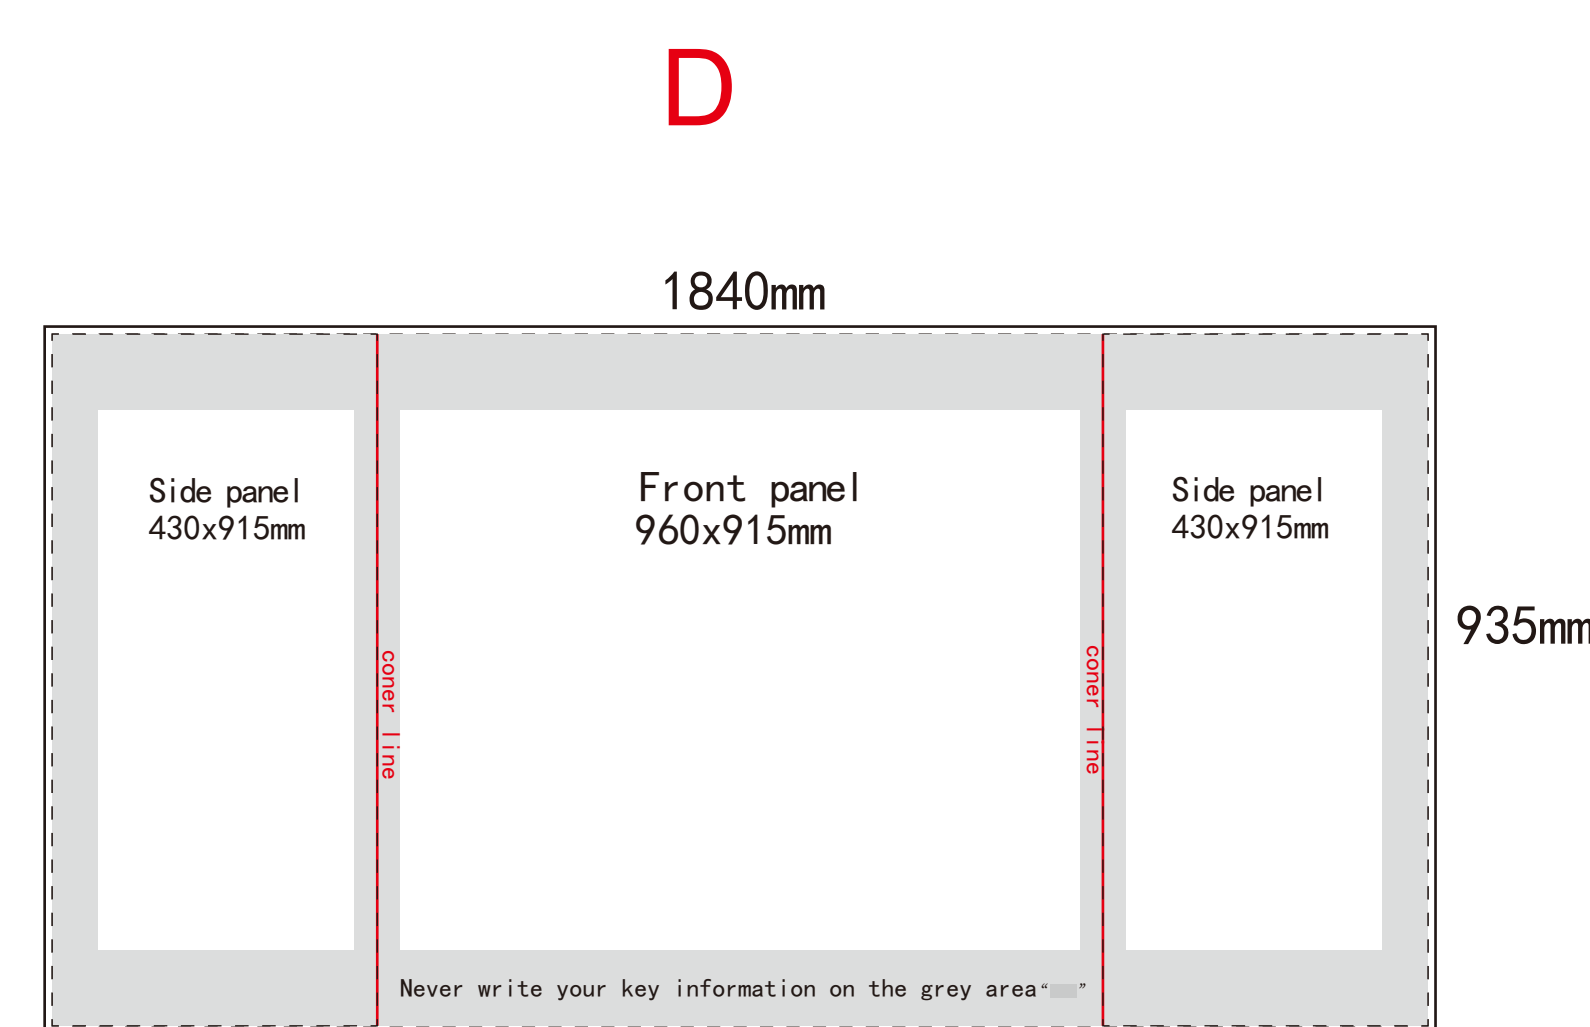 D
1840mm
Side panel
430x915mm
Front panel
960x915mm
Side panel
430x915mm
935mm
coner line
coner line
Never write your key information on the grey area“ ”